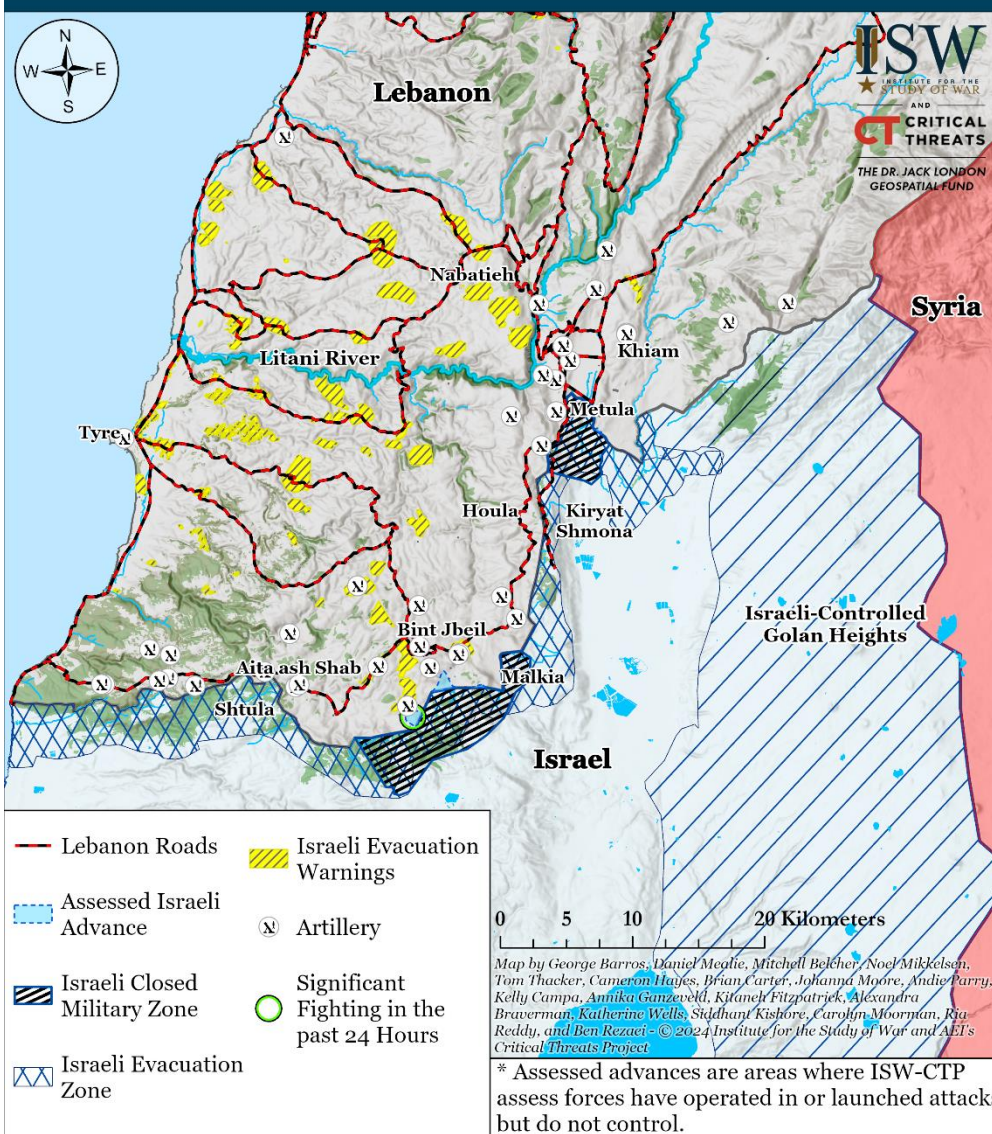 N
W
E
S
ISW
INSTITUTE FOR THE
STUDY OF WAR
AND
CT CRITICAL
THREATS
THE DR. JACK LONDON
GEOSPATIAL FUND
Lebanon
Syria
Nabatieh
Litani River
Khiam
Metula
Tyre
Houla
Kiryat
Shmona
Israeli-Controlled
Golan Heights
Bint Jbeil
Aita ash Shab
Malkia
Shtula
Israel
Lebanon Roads
Assessed Israeli
Advance
Israeli Closed
Military Zone
Israeli Evacuation
Zone
Israeli Evacuation
Warnings
Artillery
Significant
Fighting in the
past 24 Hours
0 5 10 20 Kilometers
Map by George Barros, Daniel Mealie, Mitchell Belcher, Noel Mikkelsen,
Tom Thacker, Cameron Hayes, Brian Carter, Johanna Moore, Andie Parry,
Kelly Campa, Annika Ganzeveld, Kitaneh Fitzpatrick, Alexandra
Braverman, Katherine Wells, Siddhant Kishore, Carolyn Moorman, Ria
Reddy, and Ben Rezaei - © 2024 Institute for the Study of War and AEI's
Critical Threats Project
* Assessed advances are areas where ISW-CTP
assess forces have operated in or launched attacks
but do not control.